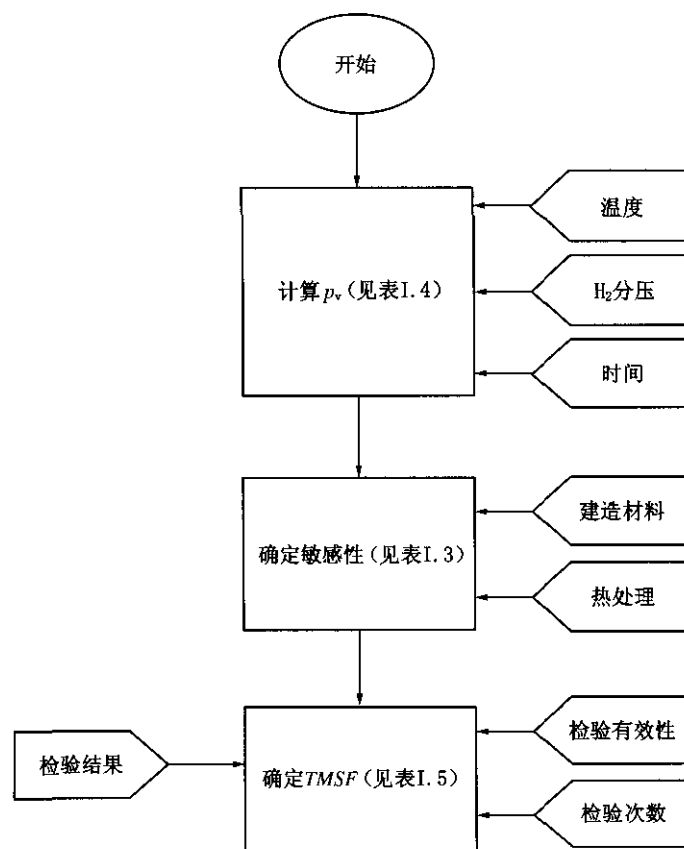 开始
温度
计算pv(见表I.4)
H₂分压
时间
建造材料
确定敏感性(见表I.3)
热处理
检验有效性
检验结果
确定TMSF(见表I.5)
检验次数